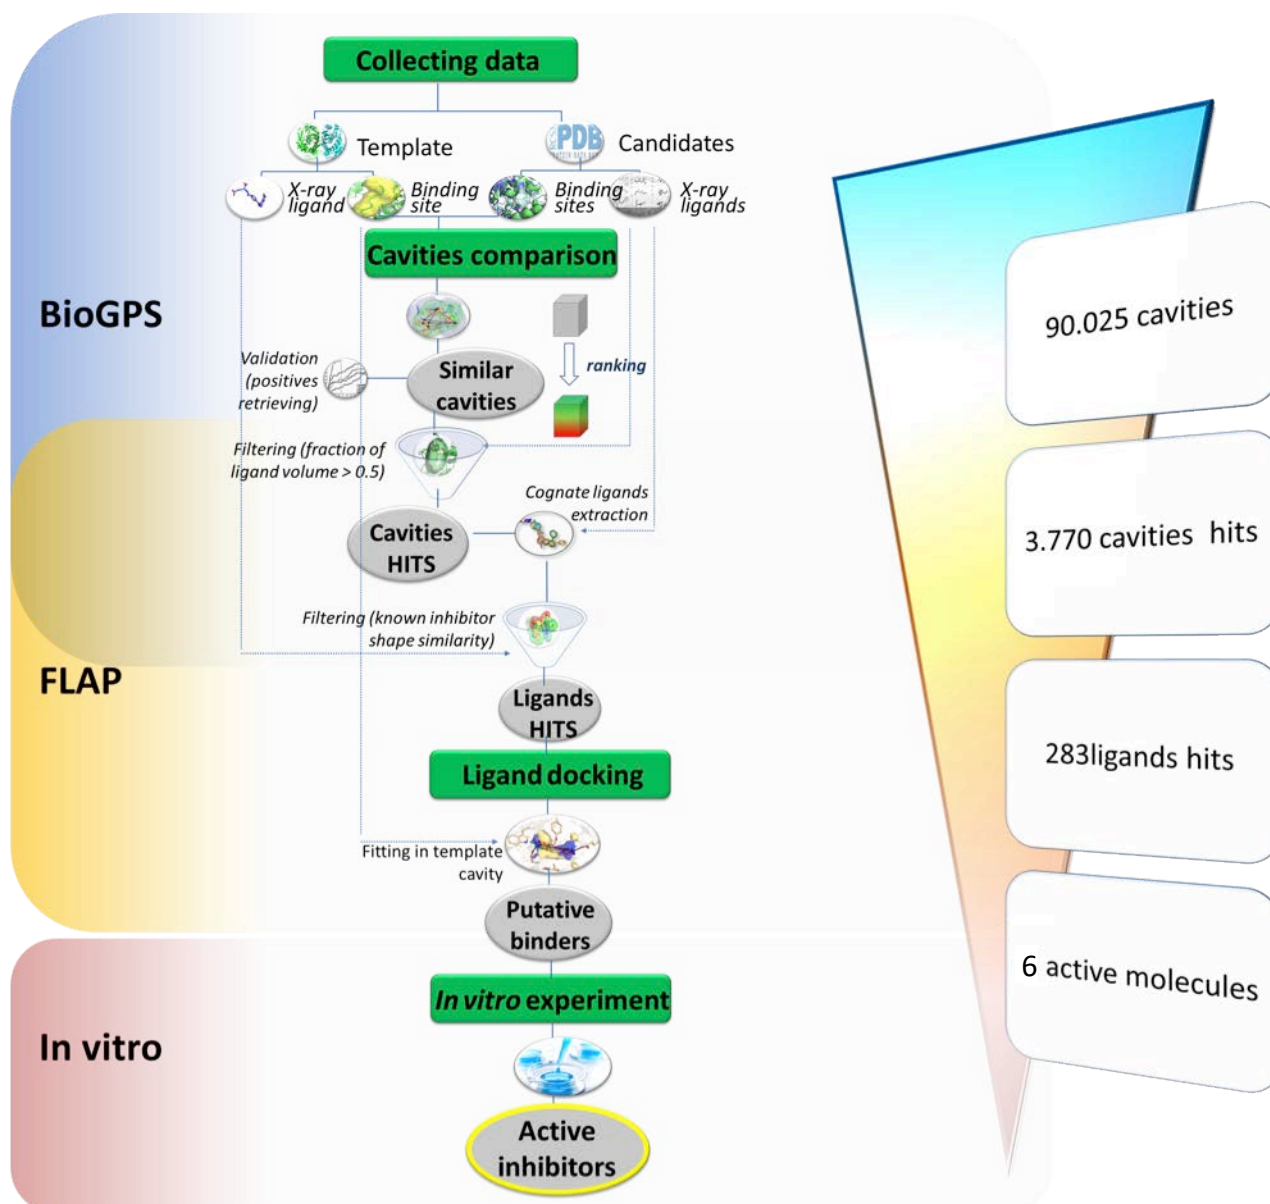 Collecting data
Template
PDB
Candidates
X-ray
ligand
Binding
site
Binding
sites
X-ray
ligands
Cavities comparison
BioGPS
Validation
(positives
retrieving)
Similar
cavities
ranking
Filtering (fraction of
ligand volume > 0.5)
Cognate ligands
extraction
Cavities
HITS
Filtering (known inhibitor
shape similarity)
FLAP
Ligands
HITS
Ligand docking
Fitting in template
cavity
Putative
binders
In vitro experiment
In vitro
Active
inhibitors
90.025 cavities
3.770 cavities hits
283ligands hits
6 active molecules